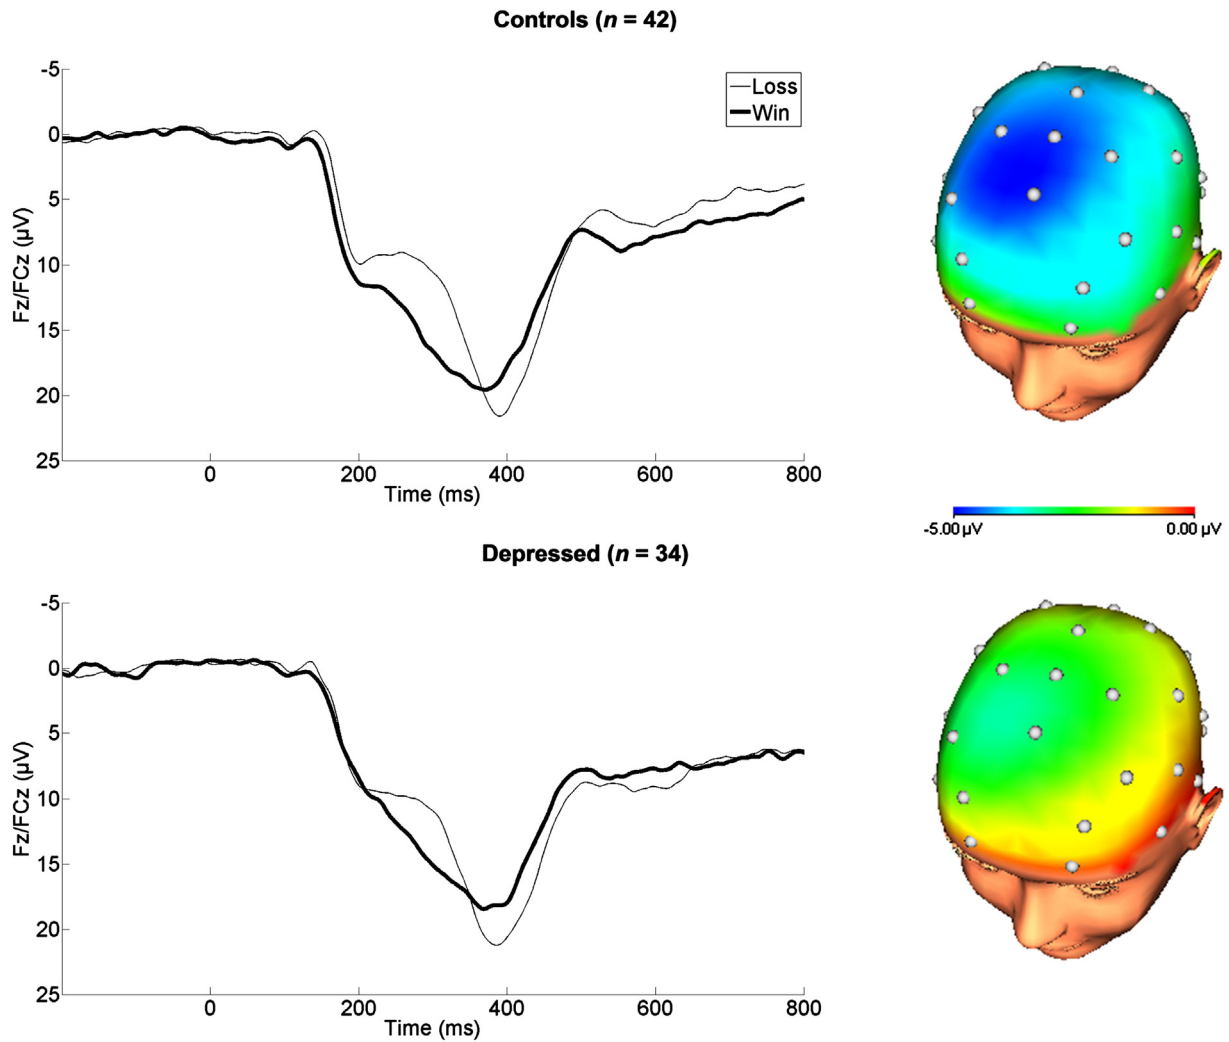 Controls (n = 42)
-5
0
5
10
15
20
25
Fz/FCz (µV)
Loss
Win
0
200
400
600
800
Time (ms)
-5.00 µV
0.00 µV
Depressed (n = 34)
-5
0
5
10
15
20
25
Fz/FCz (µV)
0
200
400
600
800
Time (ms)